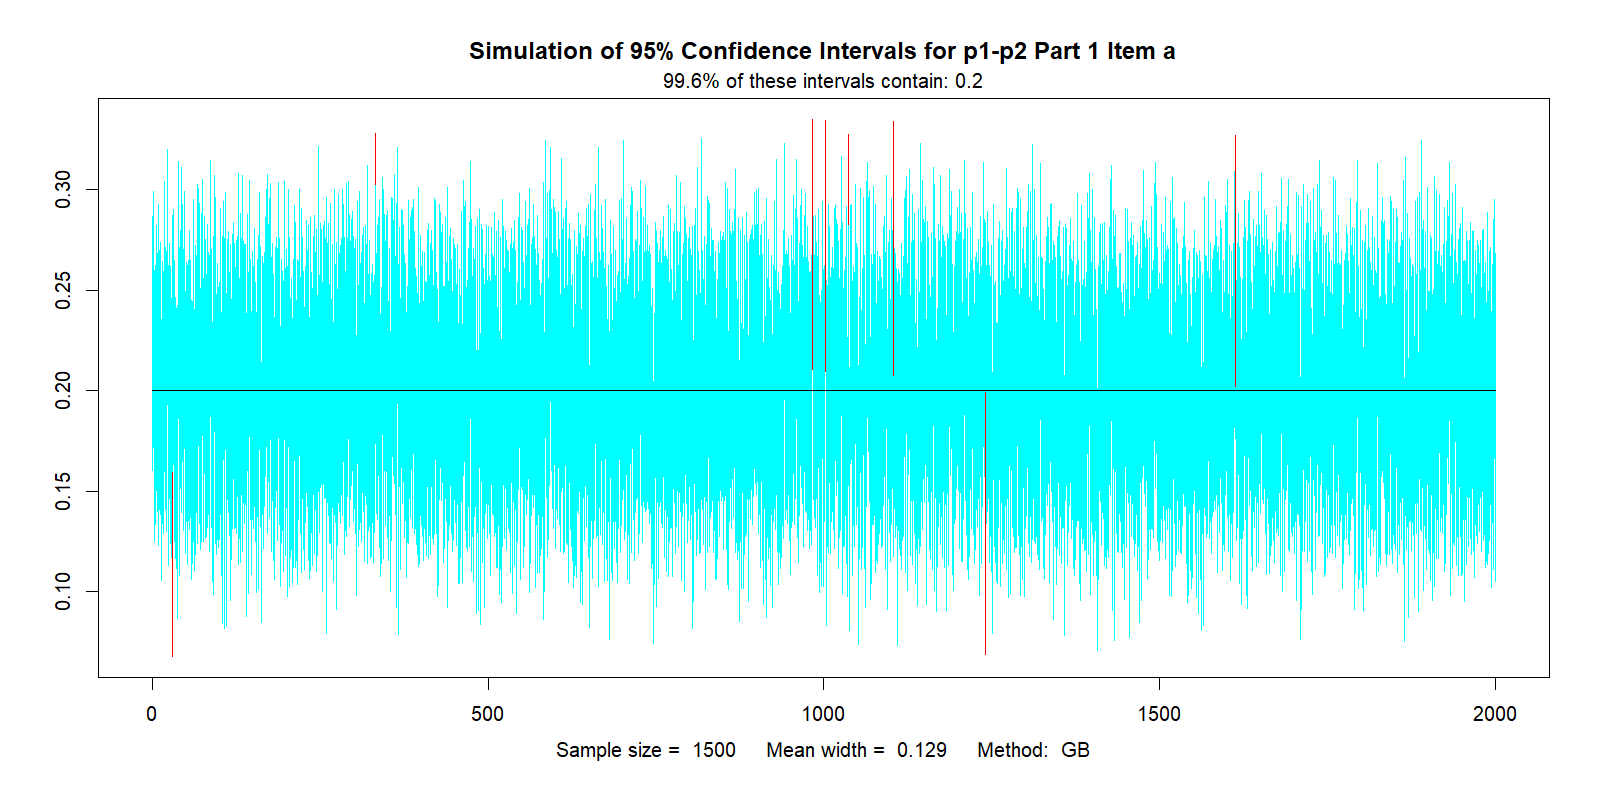 Simulation of 95% Confidence Intervals for p1-p2 Part 1 Item a
99.6% of these intervals contain: 0.2
0.30
0.25
0.20
0.15
0.10
0 500 1000 1500 2000
Sample size = 1500 Mean width = 0.129 Method: GB